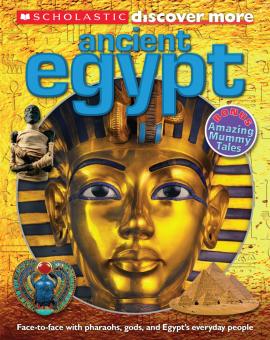 SCHOLASTIC discover more
ancient
egypt
BONUS
Amazing
Mummy
Tales
Face-to-face with pharaohs, gods, and Egypt's everyday people